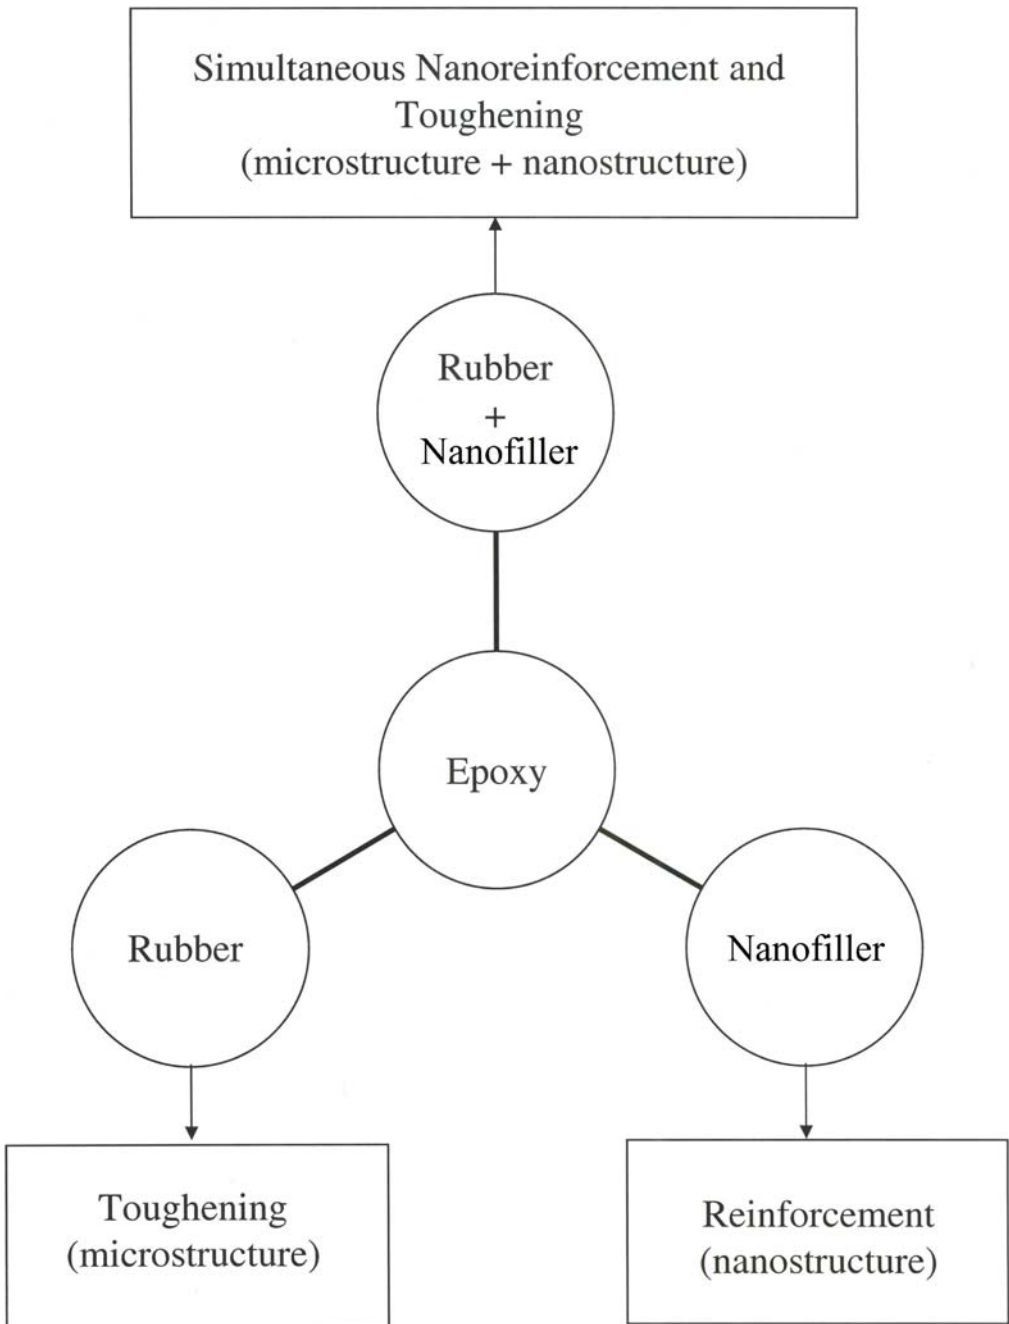 Simultaneous Nanoreinforcement and
Toughening
(microstructure + nanostructure)
Rubber
+
Nanofiller
Epoxy
Rubber
Nanofiller
Toughening
(microstructure)
Reinforcement
(nanostructure)